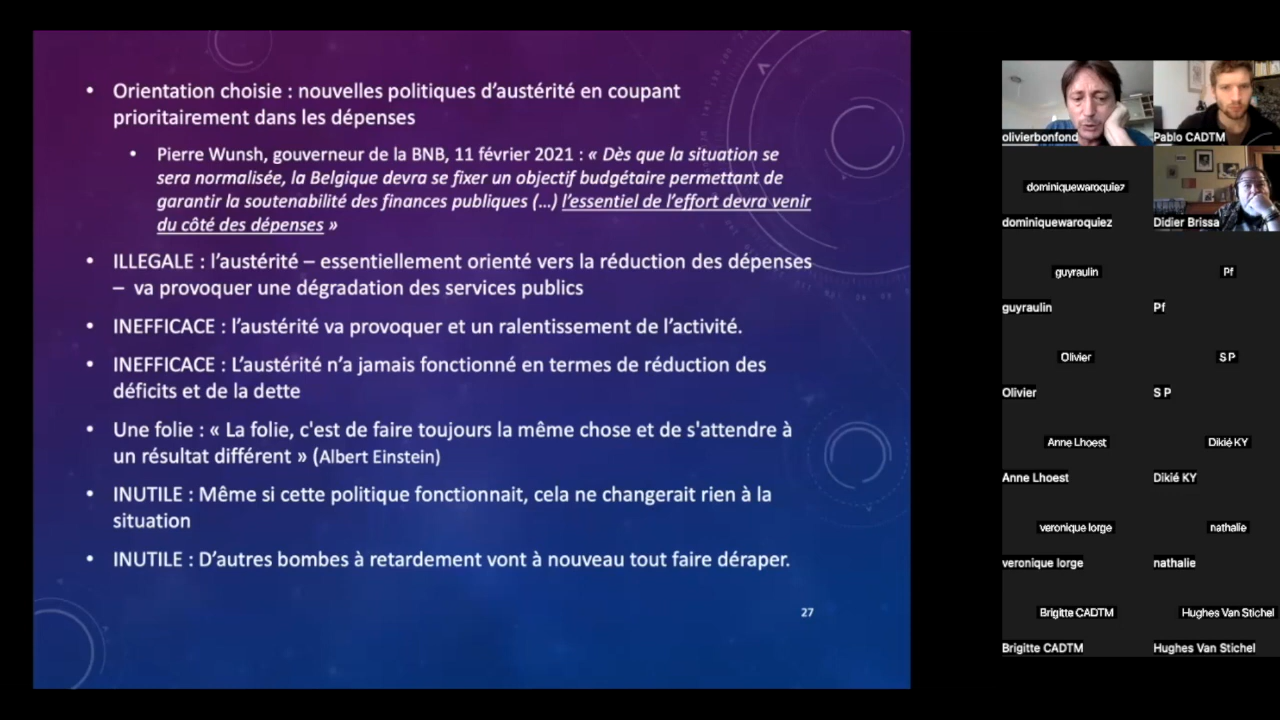 • Orientation choisie : nouvelles politiques d'austérité en coupant
prioritairement dans les dépenses
• Pierre Wunsh, gouverneur de la BNB, 11 février 2021 : « Dès que la situation se
sera normalisée, la Belgique devra se fixer un objectif budgétaire permettant de
garantir la soutenabilité des finances publiques (…) l'essentiel de l'effort devra venir
du côté des dépenses »
• ILLEGALE : l'austérité – essentiellement orienté vers la réduction des dépenses
– va provoquer une dégradation des services publics
• INEFFICACE : l'austérité va provoquer et un ralentissement de l'activité.
• INEFFICACE : L'austérité n'a jamais fonctionné en termes de réduction des
déficits et de la dette
• Une folie : « La folie, c'est de faire toujours la même chose et de s'attendre à
un résultat différent » (Albert Einstein)
• INUTILE : Même si cette politique fonctionnait, cela ne changerait rien à la
situation
• INUTILE : D'autres bombes à retardement vont à nouveau tout faire déraper.
27
olivierbonfond
Pablo CADTM
dominiquewaroquiez
dominiquewaroquiez
Didier Brissa
guyraulin
Pf
guyraulin
Pf
Olivier
S P
Olivier
S P
Anne Lhoest
Dikié KY
Anne Lhoest
Dikié KY
veronique lorge
nathalie
veronique lorge
nathalie
Brigitte CADTM
Hughes Van Stichel
Brigitte CADTM
Hughes Van Stichel